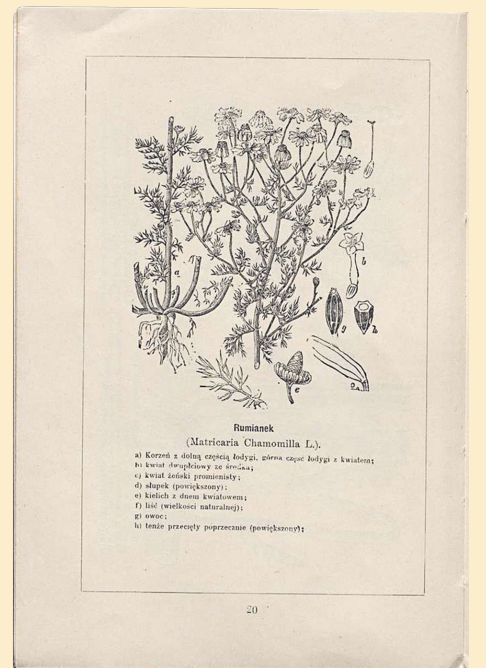 a
b
g
h
e
Rumianek
(Matricaria Chamomilla L.).
a) Korzeń z dolną częścią łodygi, górna część łodygi z kwiatem;
b) kwiat dwupłciowy ze środka;
c) kwiat żeński promienisty;
d) słupek (powiększony);
e) kielich z dnem kwiatowem;
f) liść (wielkości naturalnej);
g) owoc;
h) tenże przecięty poprzecznie (powiększony);
20